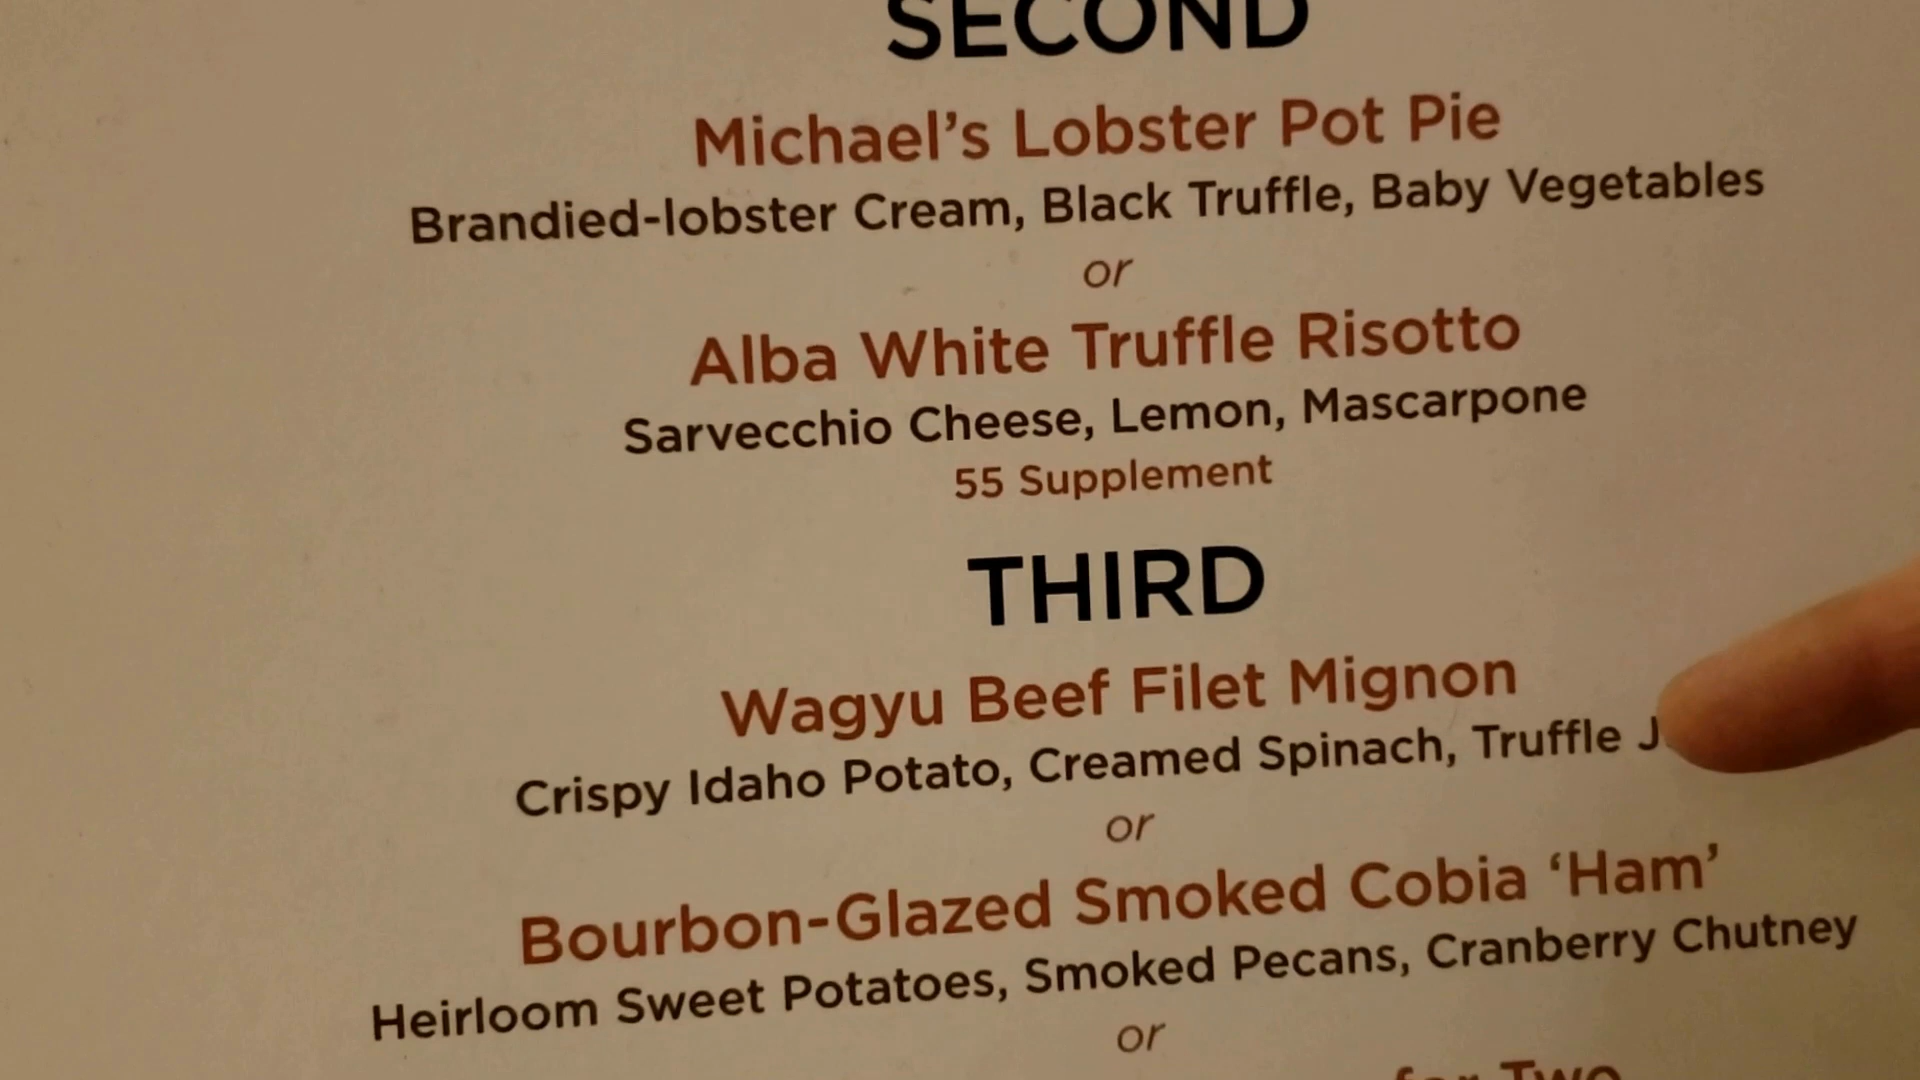 SECOND
Michael's Lobster Pot Pie
Brandied-lobster Cream, Black Truffle, Baby Vegetables
or
Alba White Truffle Risotto
Sarvecchio Cheese, Lemon, Mascarpone
55 Supplement
THIRD
Wagyu Beef Filet Mignon
Crispy Idaho Potato, Creamed Spinach, Truffle
or
Bourbon-Glazed Smoked Cobia ‘Ham’
Heirloom Sweet Potatoes, Smoked Pecans, Cranberry Chutney
or
for Two